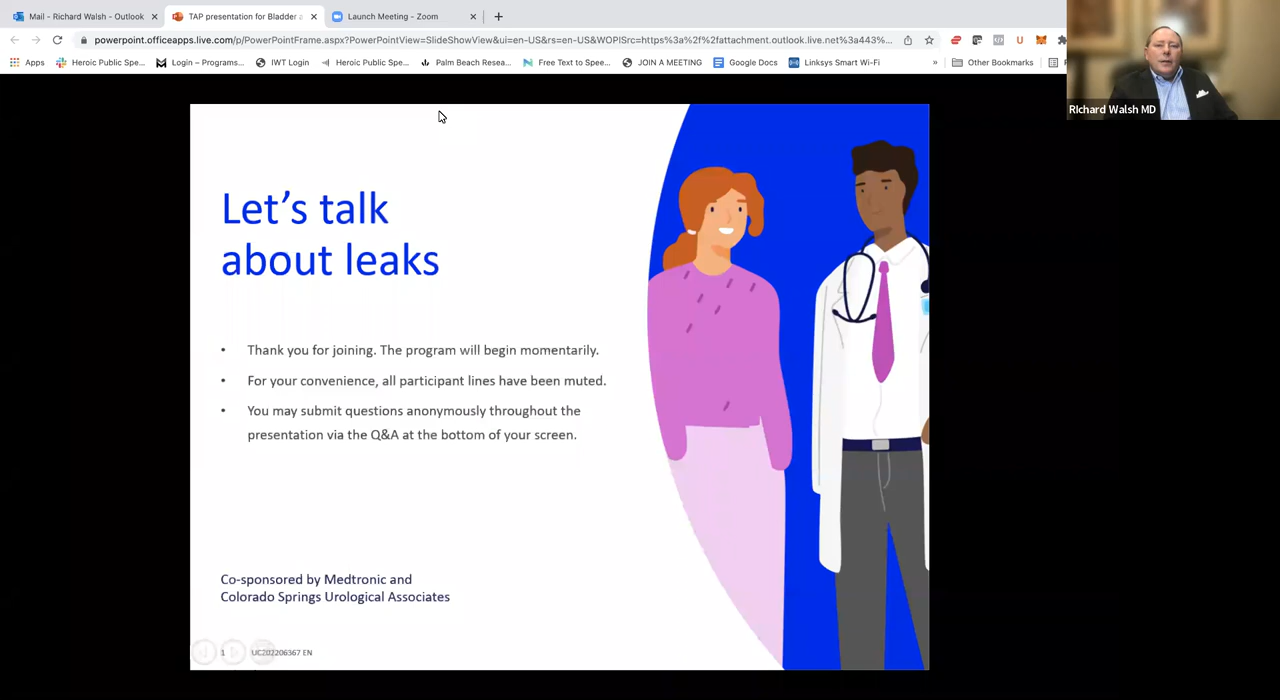 Mail - Richard Walsh - Outlook
TAP presentation for Bladder a
Launch Meeting - Zoom
powerpoint.officeapps.live.com/p/PowerPointFrame.aspx?PowerPointView=SlideShowView&ui=en-US&rs=en-US&WOPISrc=https%3a%2f%2fattachment.outlook.live.net%3a443%...
Apps
Heroic Public Spe...
Login – Programs...
IWT Login
Heroic Public Spe...
Palm Beach Resea...
Free Text to Spee...
JOIN A MEETING
Google Docs
Linksys Smart Wi-Fi
»
Other Bookmarks
RIchard Walsh MD
Let's talk
about leaks
• Thank you for joining. The program will begin momentarily.
• For your convenience, all participant lines have been muted.
• You may submit questions anonymously throughout the
presentation via the Q&A at the bottom of your screen.
Co-sponsored by Medtronic and
Colorado Springs Urological Associates
1
UC202206367 EN